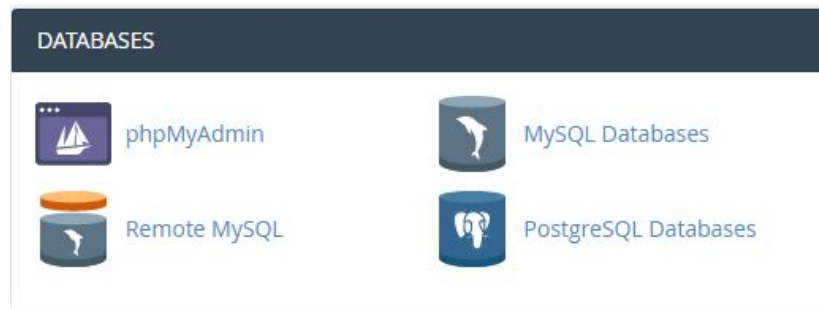 DATABASES
phpMyAdmin
MySQL Databases
Remote MySQL
PostgreSQL Databases